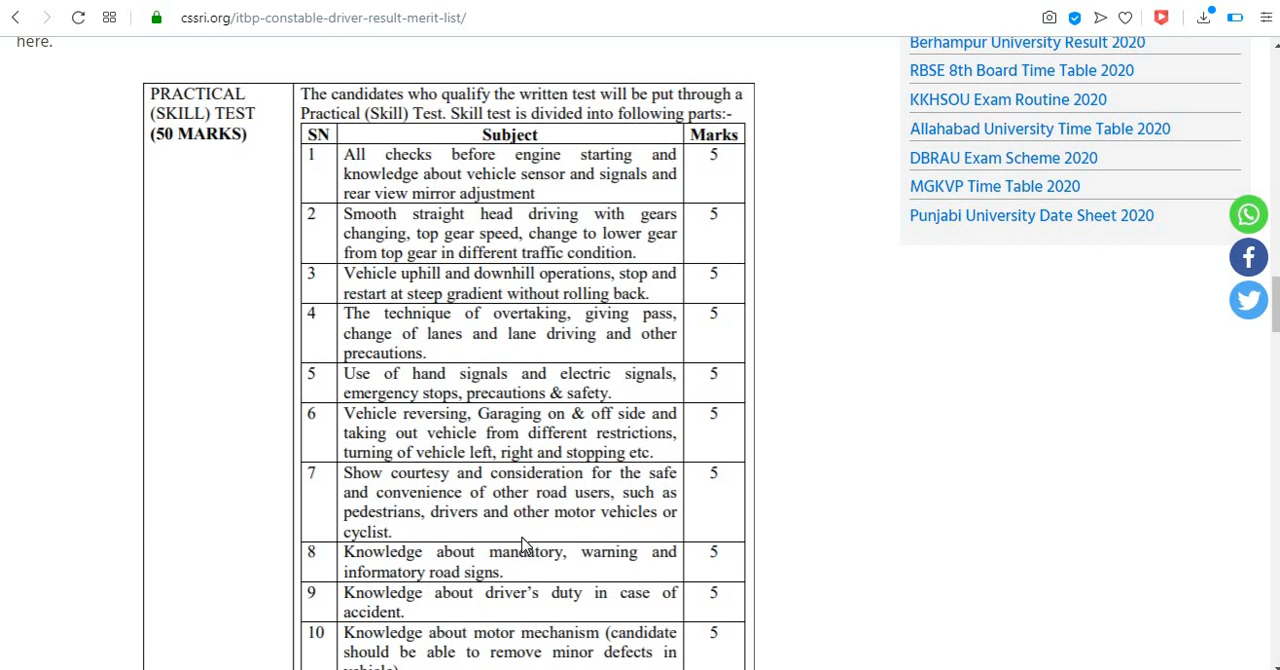 cssri.org/itbp-constable-driver-result-merit-list/
here.
PRACTICAL
(SKILL) TEST
(50 MARKS)
The candidates who qualify the written test will be put through a
Practical (Skill) Test. Skill test is divided into following parts:-
SN Subject Marks
1 All checks before engine starting and 5
knowledge about vehicle sensor and signals and
rear view mirror adjustment
2 Smooth straight head driving with gears 5
changing, top gear speed, change to lower gear
from top gear in different traffic condition.
3 Vehicle uphill and downhill operations, stop and 5
restart at steep gradient without rolling back.
4 The technique of overtaking, giving pass, 5
change of lanes and lane driving and other
precautions.
5 Use of hand signals and electric signals, 5
emergency stops, precautions & safety.
6 Vehicle reversing, Garaging on & off side and 5
taking out vehicle from different restrictions,
turning of vehicle left, right and stopping etc.
7 Show courtesy and consideration for the safe 5
and convenience of other road users, such as
pedestrians, drivers and other motor vehicles or
cyclist.
8 Knowledge about mandatory, warning and 5
informatory road signs.
9 Knowledge about driver's duty in case of 5
accident.
10 Knowledge about motor mechanism (candidate 5
should be able to remove minor defects in
vehicle)
Berhampur University Result 2020
RBSE 8th Board Time Table 2020
KKHSOU Exam Routine 2020
Allahabad University Time Table 2020
DBRAU Exam Scheme 2020
MGKVP Time Table 2020
Punjabi University Date Sheet 2020